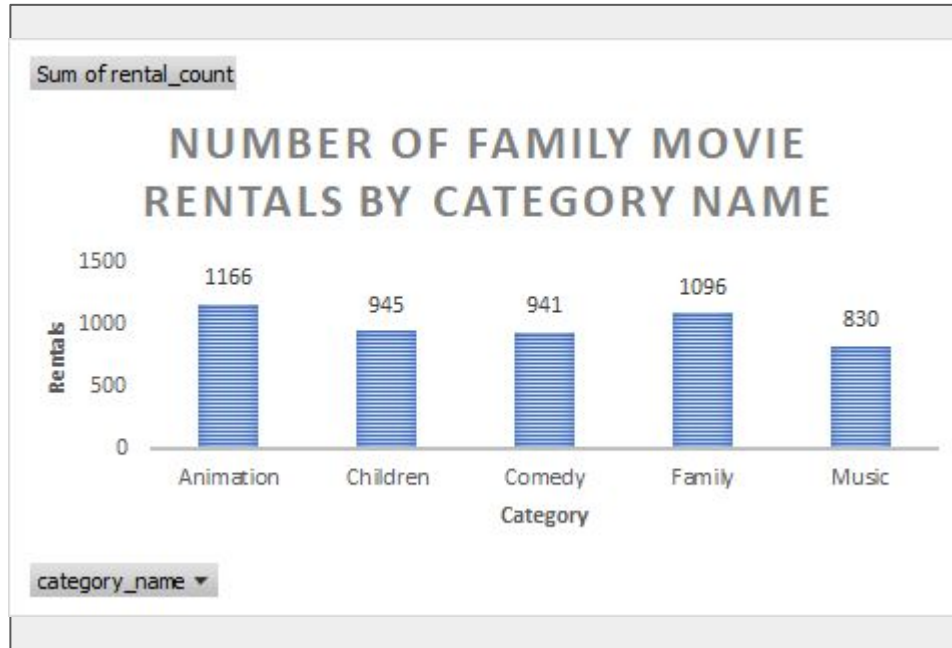 Sum of rental_count
NUMBER OF FAMILY MOVIE
RENTALS BY CATEGORY NAME
1500
1000
500
0
Rentals
1166
945
941
1096
830
Animation
Children
Comedy
Family
Music
Category
category_name